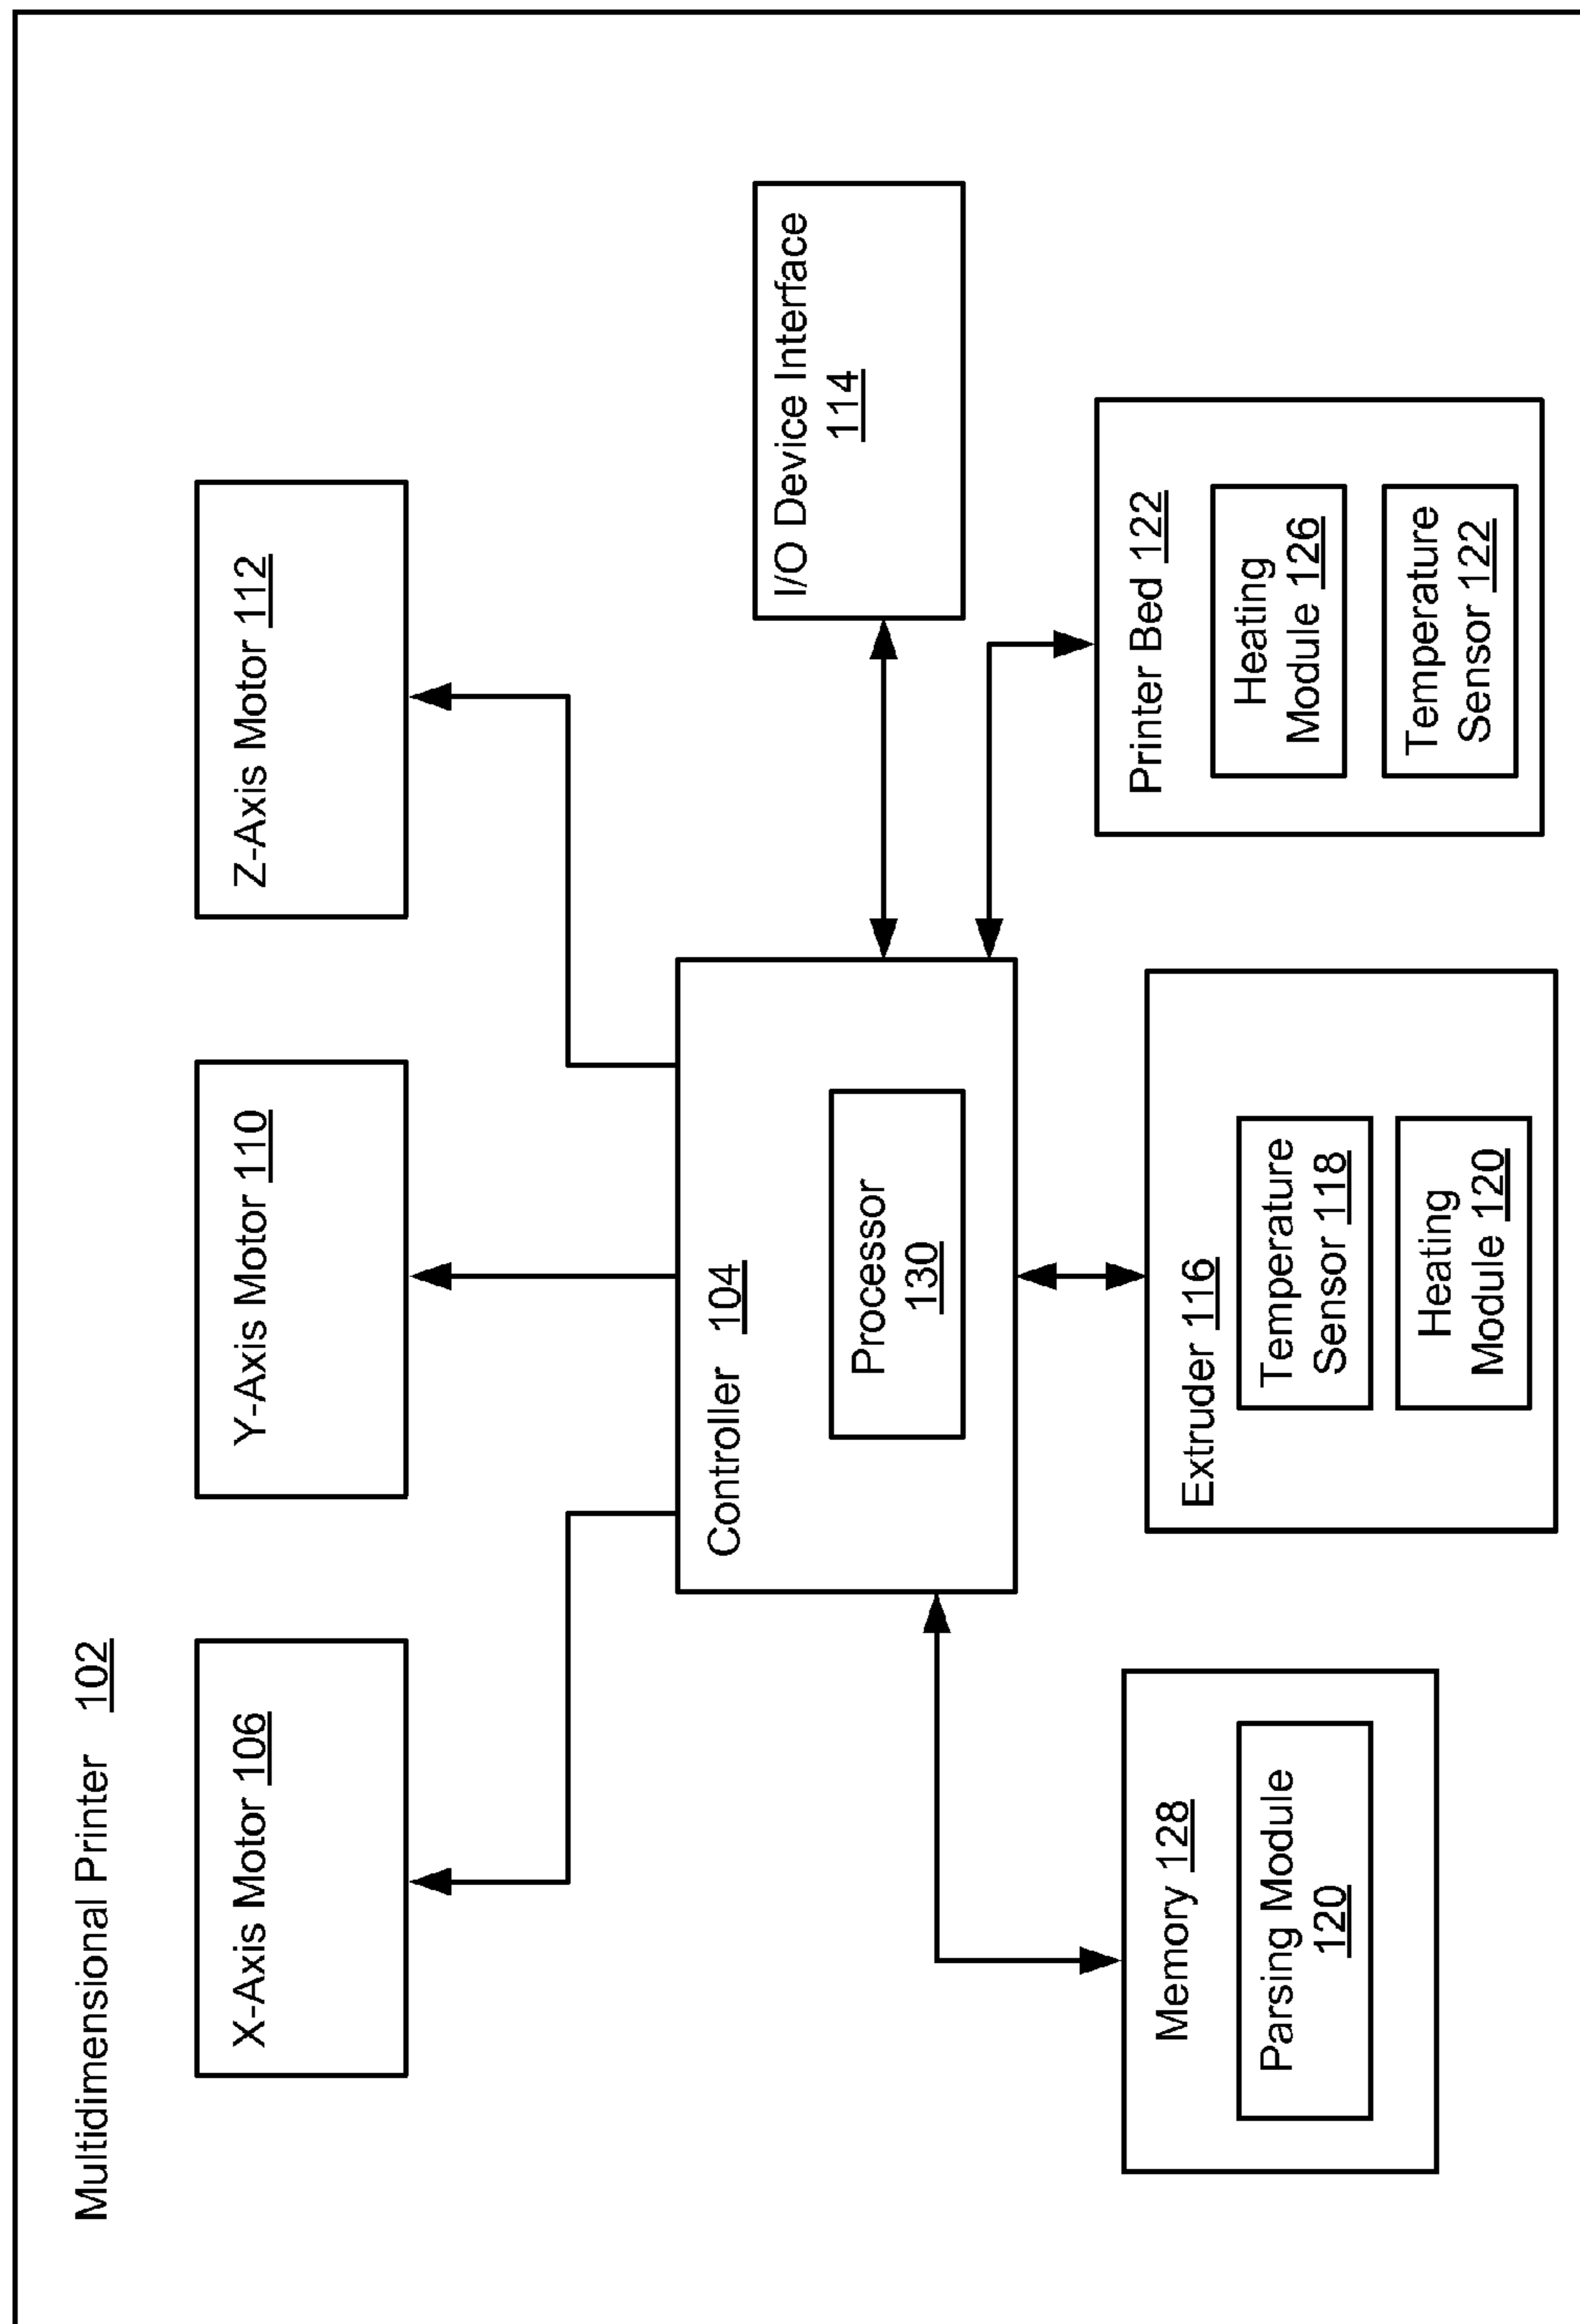 Multidimensional Printer 102
X-Axis Motor 106
Y-Axis Motor 110
Z-Axis Motor 112
Controller 104
Processor
130
I/O Device Interface
114
Memory 128
Parsing Module
120
Extruder 116
Temperature
Sensor 118
Heating
Module 120
Printer Bed 122
Heating
Module 126
Temperature
Sensor 122